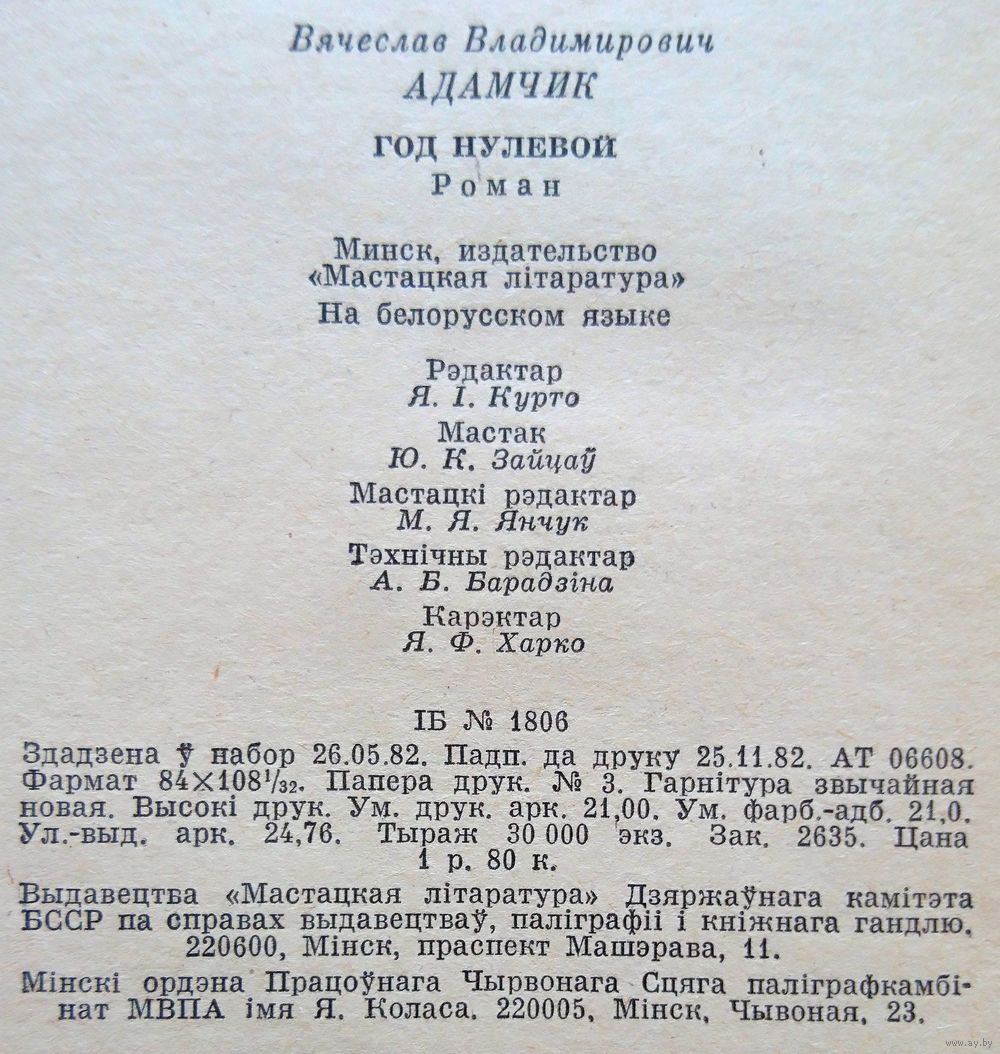 Вячеслав Владимирович
АДАМЧИК
ГОД НУЛЕВОЙ
Роман
Минск, издательство
«Мастацкая літаратура»
На белорусском языке
Рэдактар
Я. І. Курто
Мастак
Ю. К. Зайцаў
Мастацкі рэдактар
М. Я. Янчук
Тэхнічны рэдактар
А. Б. Барадзіна
Карэктар
Я. Ф. Харко
ІБ № 1806
Здадзена ў набор 26.05.82. Падп. да друку 25.11.82. АТ 06608.
Фармат 84×108¹/₃₂. Папера друк. № 3. Гарнітура звычайная
новая. Высокі друк. Ум. друк. арк. 21,00. Ум. фарб.-адб. 21,0.
Ул.-выд. арк. 24,76. Тыраж 30 000 экз. Зак. 2635. Цана
1 р. 80 к.
Выдавецтва «Мастацкая літаратура» Дзяржаўнага камітэта
БССР па справах выдавецтваў, паліграфіі і кніжнага гандлю.
220600, Мінск, праспект Машэрава, 11.
Мінскі ордэна Працоўнага Чырвонага Сцяга паліграфкамбі-
нат МВПА імя Я. Коласа. 220005, Мінск, Чывоная, 23.
www.ay.by